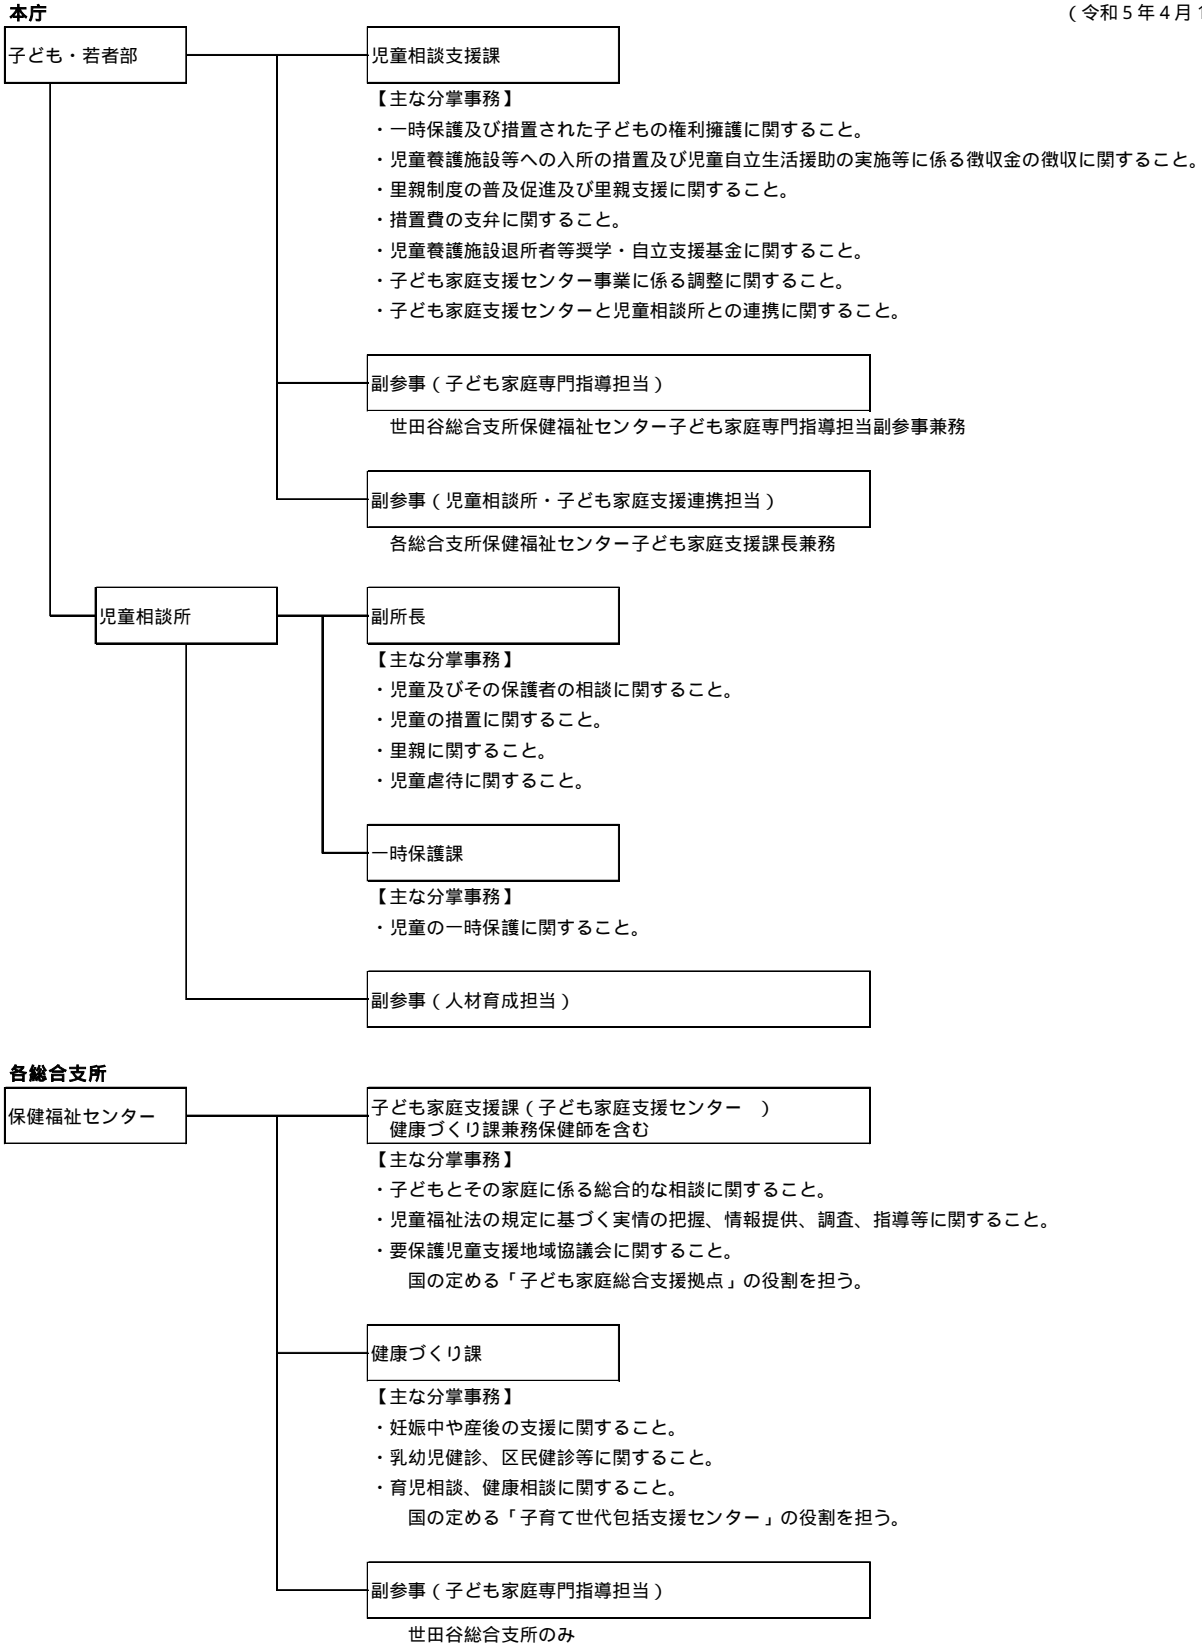 本庁
(令和5年4月1
子ども・若者部
児童相談支援課
【主な分掌事務】
・一時保護及び措置された子どもの権利擁護に関すること。
・児童養護施設等への入所の措置及び児童自立生活援助の実施等に係る徴収金の徴収に関すること。
・里親制度の普及促進及び里親支援に関すること。
・措置費の支弁に関すること。
・児童養護施設退所者等奨学・自立支援基金に関すること。
・子ども家庭支援センター事業に係る調整に関すること。
・子ども家庭支援センターと児童相談所との連携に関すること。
副参事(子ども家庭専門指導担当)
世田谷総合支所保健福祉センター子ども家庭専門指導担当副参事兼務
副参事(児童相談所・子ども家庭支援連携担当)
各総合支所保健福祉センター子ども家庭支援課長兼務
児童相談所
副所長
【主な分掌事務】
・児童及びその保護者の相談に関すること。
・児童の措置に関すること。
・里親に関すること。
・児童虐待に関すること。
一時保護課
【主な分掌事務】
・児童の一時保護に関すること。
副参事(人材育成担当)
各総合支所
保健福祉センター
子ども家庭支援課(子ども家庭支援センター )
健康づくり課兼務保健師を含む
【主な分掌事務】
・子どもとその家庭に係る総合的な相談に関すること。
・児童福祉法の規定に基づく実情の把握、情報提供、調査、指導等に関すること。
・要保護児童支援地域協議会に関すること。
国の定める「子ども家庭総合支援拠点」の役割を担う。
健康づくり課
【主な分掌事務】
・妊娠中や産後の支援に関すること。
・乳幼児健診、区民健診等に関すること。
・育児相談、健康相談に関すること。
国の定める「子育て世代包括支援センター」の役割を担う。
副参事(子ども家庭専門指導担当)
世田谷総合支所のみ